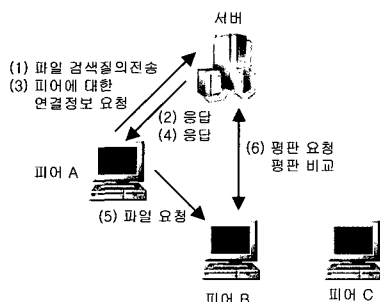 서버
(1) 파일 검색질의전송
(3) 피어에 대한
연결정보 요청
(2) 응답
(4) 응답
(6) 평판 요청
평판 비교
피어 A
(5) 파일 요청
피어 B
피어 C